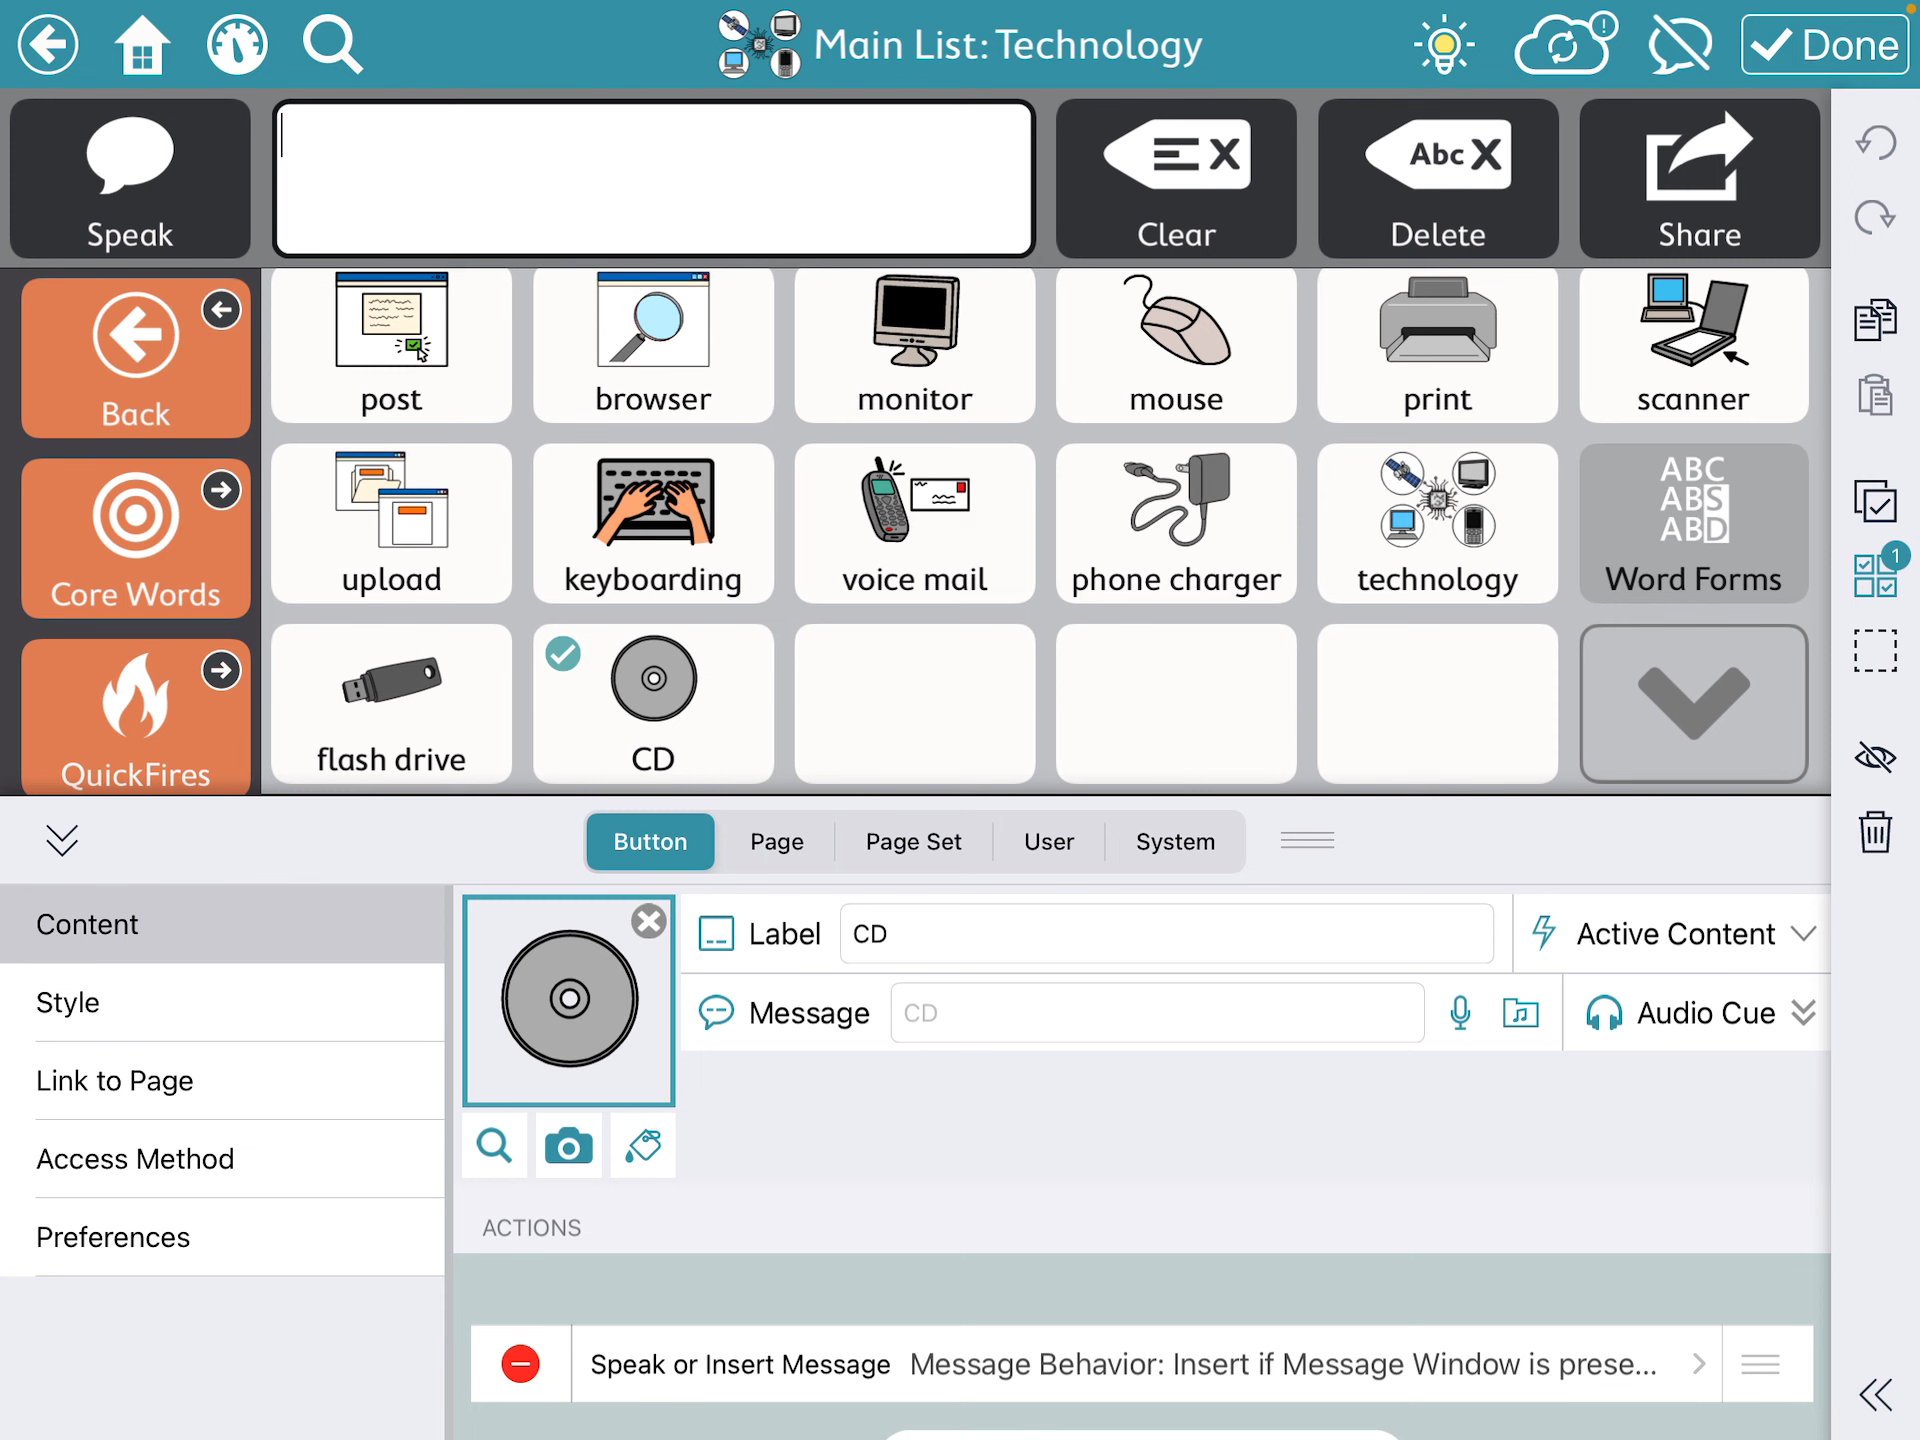 Main List: Technology
Done
Speak
Clear
Abc X
Delete
Share
Back
post
browser
monitor
mouse
print
scanner
Core Words
upload
keyboarding
voice mail
phone charger
technology
ABC
ABS
ABD
Word Forms
1
QuickFires
flash drive
CD
Button
Page
Page Set
User
System
Content
Style
Link to Page
Access Method
Preferences
Label
CD
Active Content
Message
CD
Audio Cue
ACTIONS
Speak or Insert Message
Message Behavior: Insert if Message Window is prese...